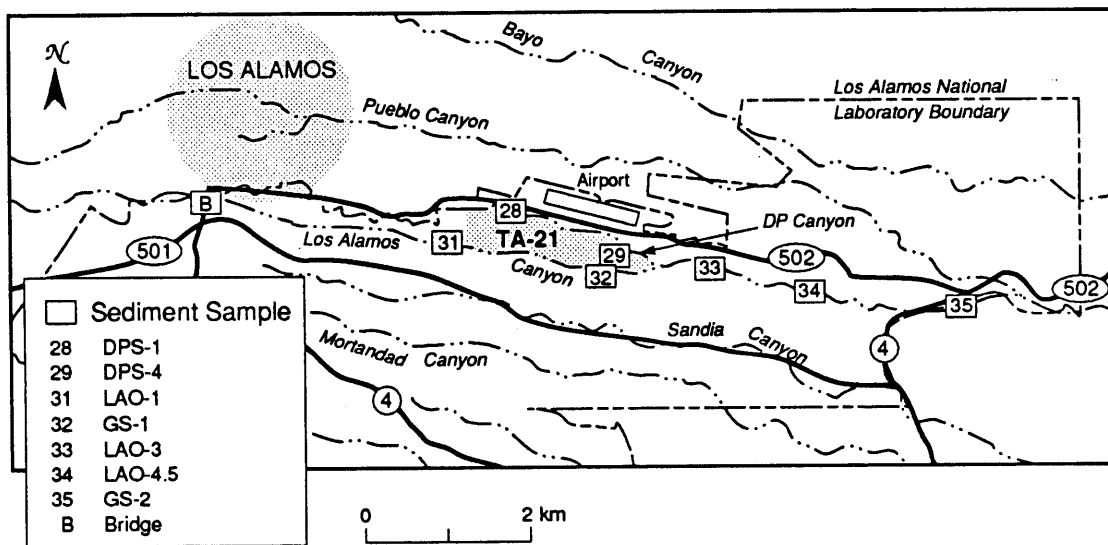 N
LOS ALAMOS
Bayo
Canyon
Pueblo Canyon
Los Alamos National
Laboratory Boundary
Airport
B
28
DP Canyon
31
TA-21
Los Alamos
Canyon
29
32
33
34
501
502
502
35
Sandia
Canyon
4
Mortandad
Canyon
4
Sediment Sample
28 DPS-1
29 DPS-4
31 LAO-1
32 GS-1
33 LAO-3
34 LAO-4.5
35 GS-2
B Bridge
0 2 km